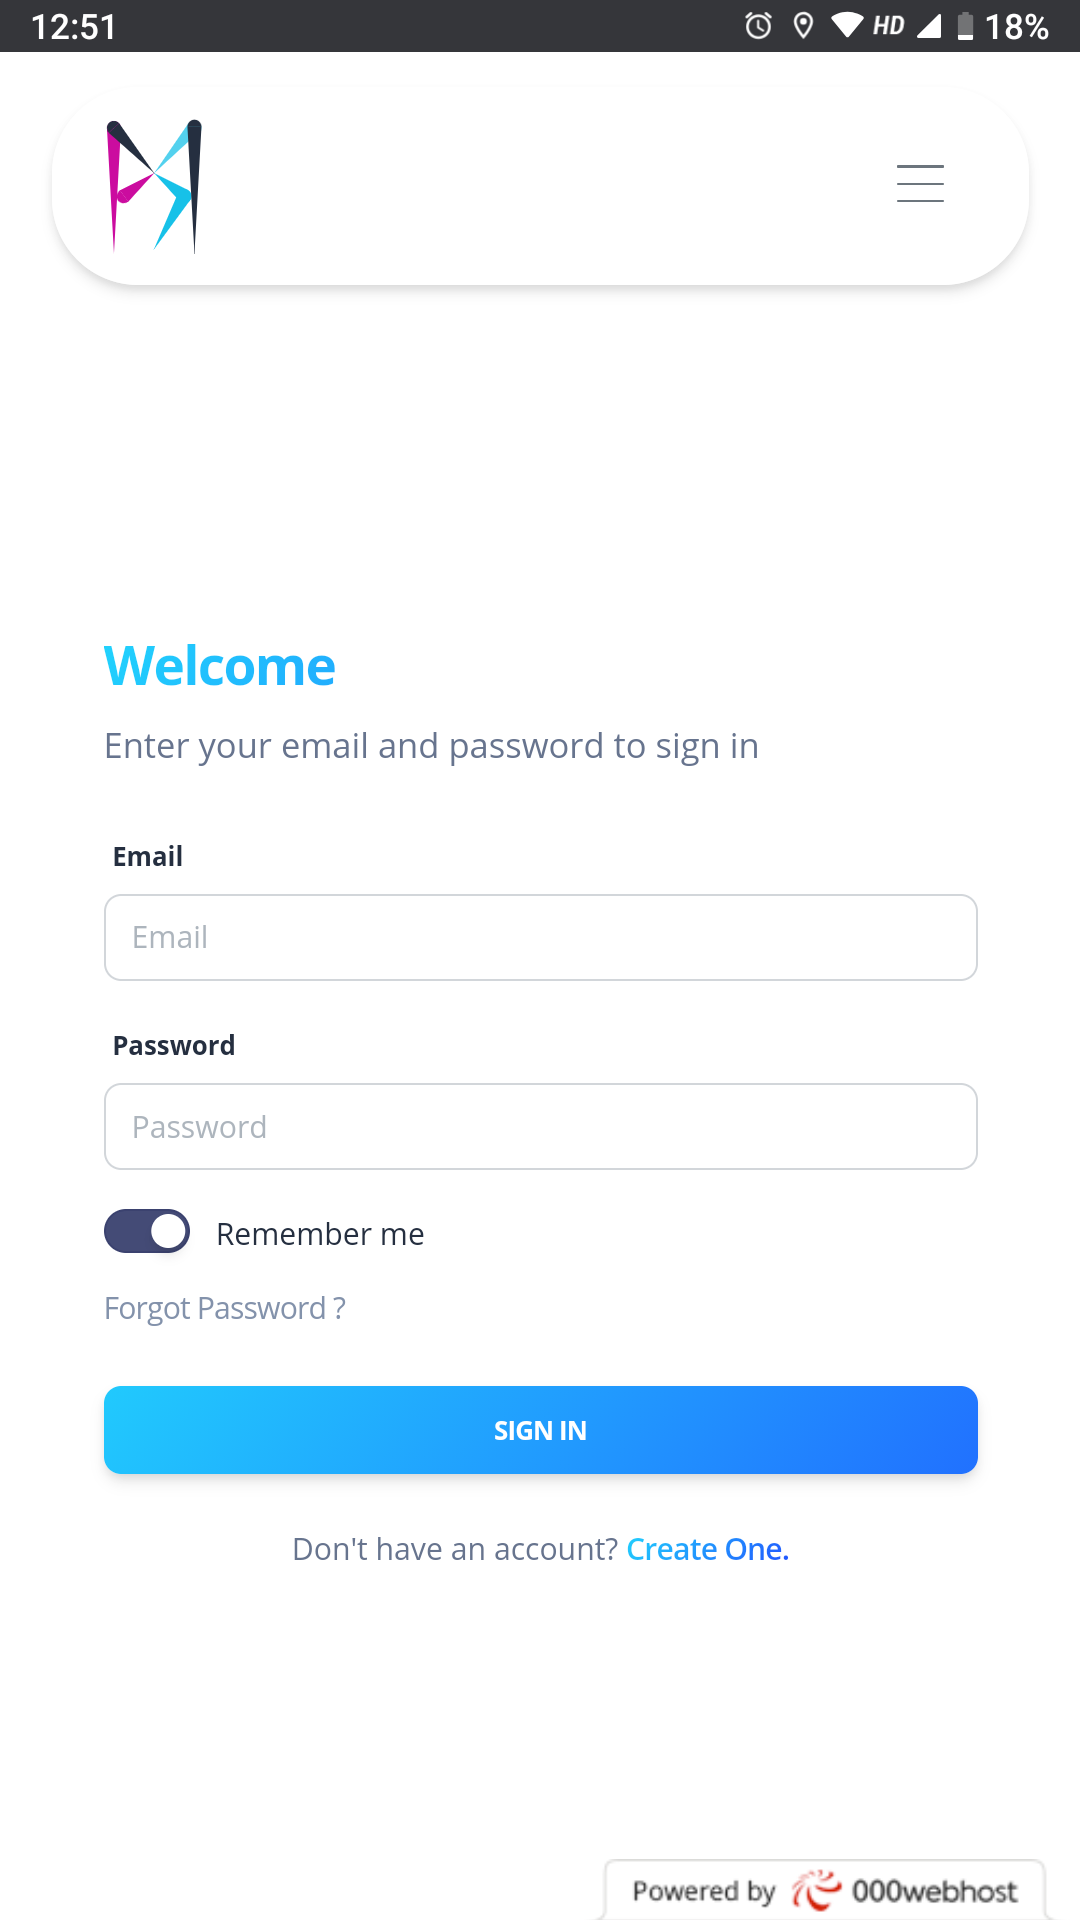 12:51 HD 18%
Welcome
Enter your email and password to sign in
Email
Email
Password
Password
Remember me
Forgot Password ?
SIGN IN
Don't have an account? Create One.
Powered by 000webhost